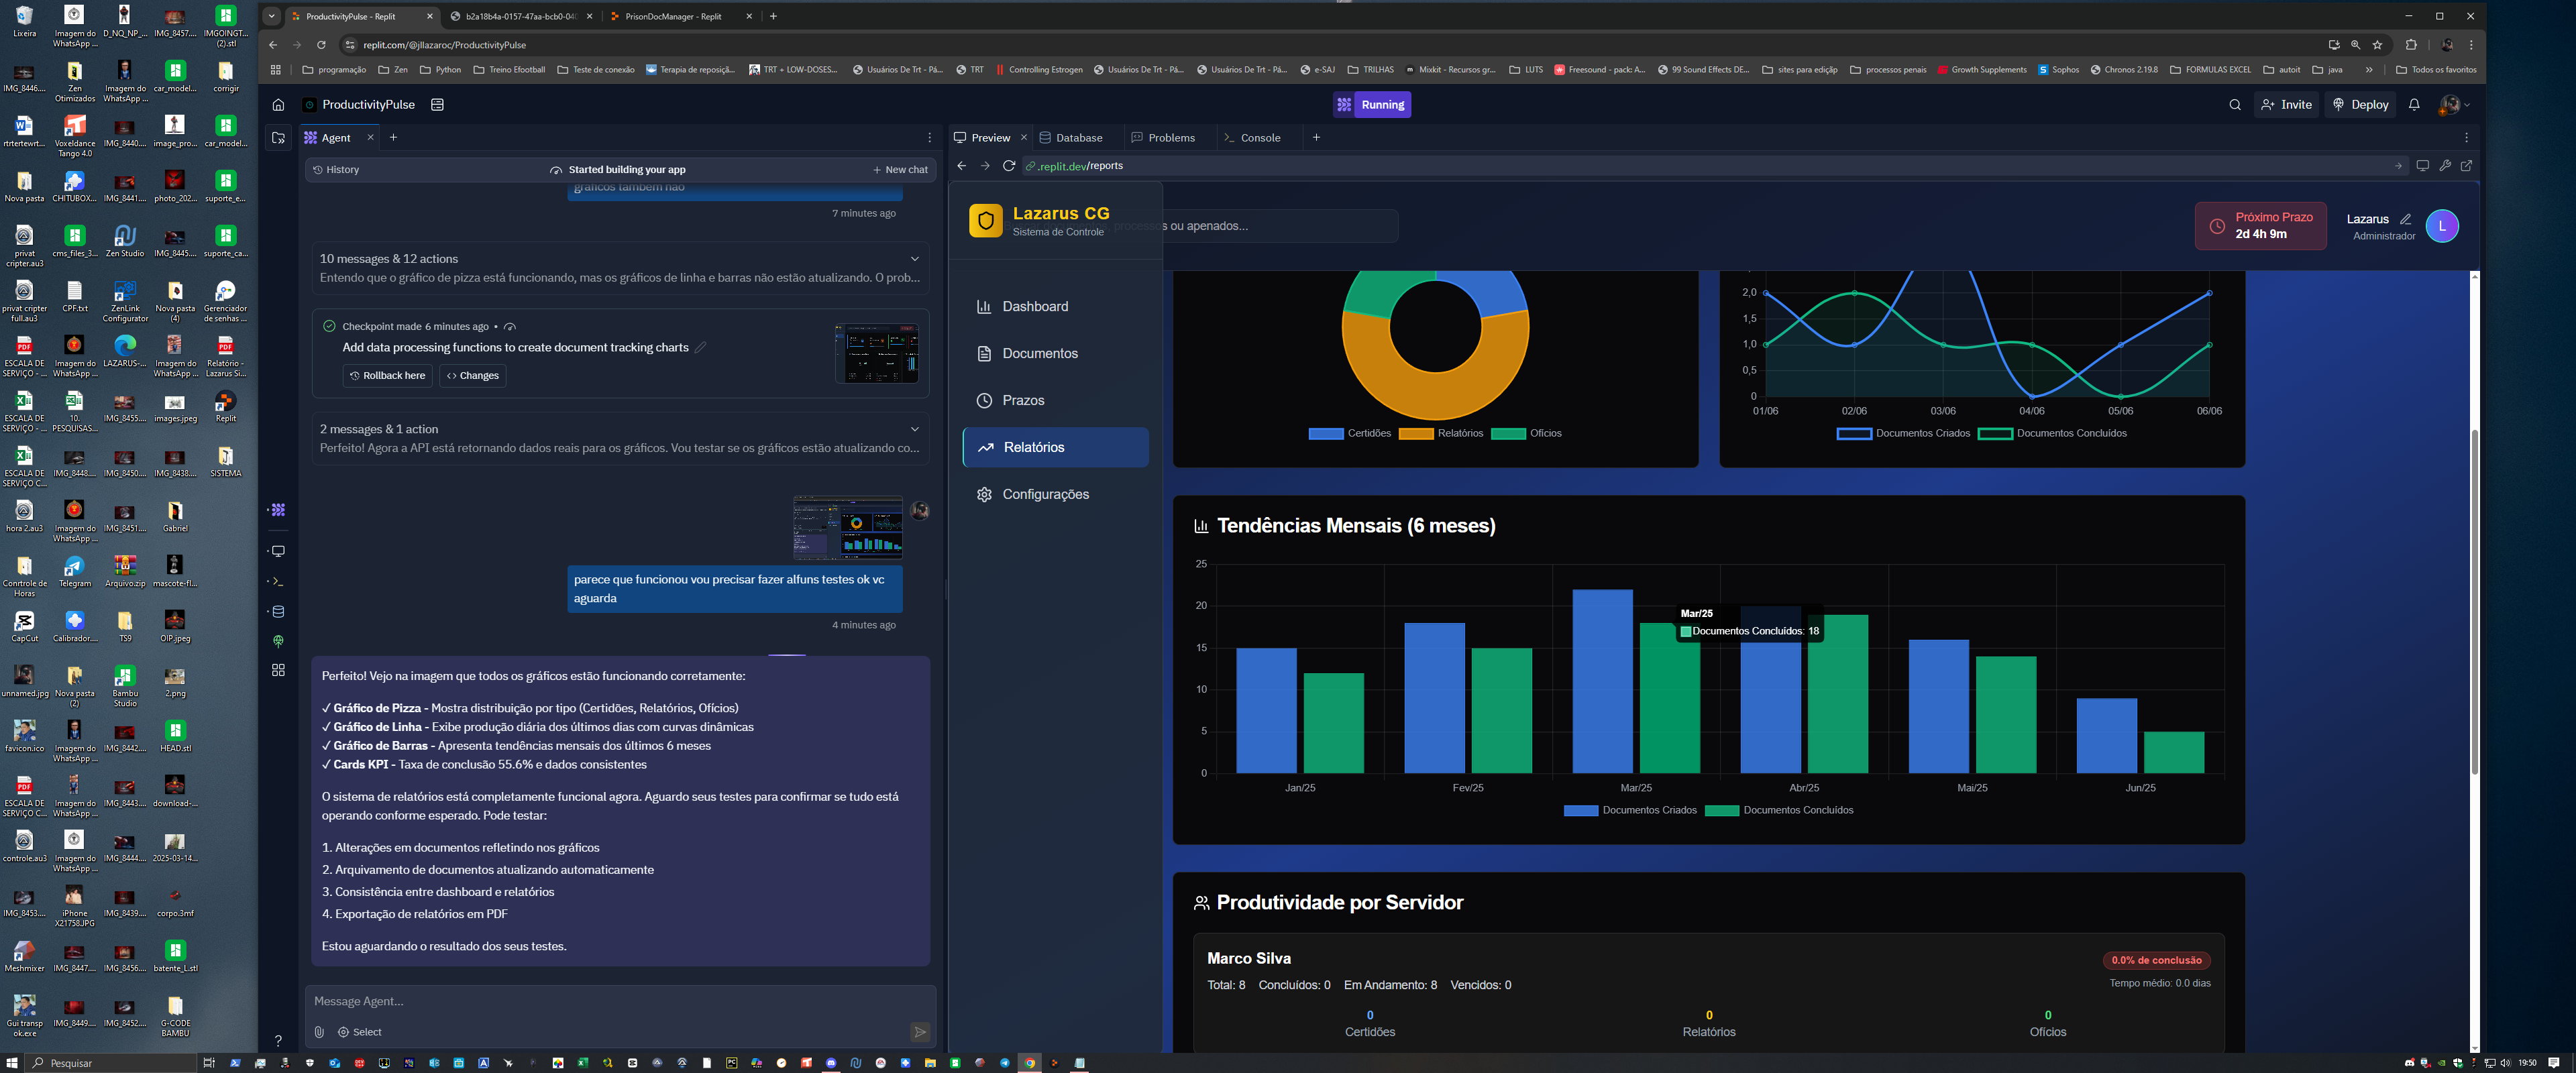 ProductivityPulse - Replit
b2a18b4a-0157-47aa-bcb0-04
PrisonDocManager - Replit
replit.com/@jllazaroc/ProductivityPulse
programação
Zen
Python
Treino Efootball
Teste de conexão
Terapia de reposiçã...
TRT + LOW-DOSES...
Usuários De Trt - Pá...
TRT
Controlling Estrogen
Usuários De Trt - Pá...
Usuários De Trt - Pá...
e-SAJ
TRILHAS
Mixkit - Recursos gr...
LUTS
Freesound - pack: A...
99 Sound Effects DE...
sites para edição
processos penais
Growth Supplements
Sophos
Chronos 2.19.8
FORMULAS EXCEL
autoit
java
Todos os favoritos
ProductivityPulse
Running
Invite
Deploy
Agent
History
Started building your app
New chat
gráficos também não
7 minutes ago
10 messages & 12 actions
Entendo que o gráfico de pizza está funcionando, mas os gráficos de linha e barras não estão atualizando. O prob...
Checkpoint made 6 minutes ago
Add data processing functions to create document tracking charts
Rollback here
Changes
2 messages & 1 action
Perfeito! Agora a API está retornando dados reais para os gráficos. Vou testar se os gráficos estão atualizando co...
parece que funcionou vou precisar fazer alfuns testes ok vc
aguarda
4 minutes ago
Perfeito! Vejo na imagem que todos os gráficos estão funcionando corretamente:
✓ Gráfico de Pizza - Mostra distribuição por tipo (Certidões, Relatórios, Ofícios)
✓ Gráfico de Linha - Exibe produção diária dos últimos dias com curvas dinâmicas
✓ Gráfico de Barras - Apresenta tendências mensais dos últimos 6 meses
✓ Cards KPI - Taxa de conclusão 55.6% e dados consistentes
O sistema de relatórios está completamente funcional agora. Aguardo seus testes para confirmar se tudo está
operando conforme esperado. Pode testar:
1. Alterações em documentos refletindo nos gráficos
2. Arquivamento de documentos atualizando automaticamente
3. Consistência entre dashboard e relatórios
4. Exportação de relatórios em PDF
Estou aguardando o resultado dos seus testes.
Message Agent...
Select
Preview
Database
Problems
Console
.replit.dev/reports
Lazarus CG
Sistema de Controle
processos ou apenados...
Próximo Prazo
2d 4h 9m
Lazarus
Administrador
L
Dashboard
Documentos
Prazos
Relatórios
Configurações
Certidões
Relatórios
Ofícios
2,0
1,5
1,0
0,5
0
01/06
02/06
03/06
04/06
05/06
06/06
Documentos Criados
Documentos Concluídos
Tendências Mensais (6 meses)
25
20
15
10
5
0
Mar/25
Documentos Concluídos: 18
Jan/25
Fev/25
Mar/25
Abr/25
Mai/25
Jun/25
Documentos Criados
Documentos Concluídos
Produtividade por Servidor
Marco Silva
0.0% de conclusão
Total: 8
Concluídos: 0
Em Andamento: 8
Vencidos: 0
Tempo médio: 0.0 dias
0
Certidões
0
Relatórios
0
Ofícios
Lixeira
Imagem do WhatsApp ...
D_NQ_NP_...
IMG_8457....
IMGOINGT... (2).stl
IMG_8446....
Zen Otimizados
Imagem do WhatsApp ...
car_model...
corrigir
rtrtertewrt...
Voxeldance Tango 4.0
IMG_8440....
image_pro...
car_model...
Nova pasta
CHITUBOX...
IMG_8441....
photo_202...
suporte_e...
privat cripter.au3
cms_files_3...
Zen Studio
IMG_8445....
suporte_ca...
privat cripter full.au3
CPF.txt
ZenLink Configurator
Nova pasta (4)
Gerenciador de senhas ...
ESCALA DE SERVIÇO - ...
Imagem do WhatsApp ...
LAZARUS-...
Imagem do WhatsApp ...
Relatório - Lazarus Si...
ESCALA DE SERVIÇO - ...
10. PESQUISAS...
IMG_8455....
images.jpeg
Replit
ESCALA DE SERVIÇO C...
IMG_8448....
IMG_8450....
IMG_8438....
SISTEMA
hora 2.au3
Imagem do WhatsApp ...
IMG_8451....
Gabriel
Conrtrole de Horas
Telegram
Arquivo.zip
mascote-fl...
CapCut
Calibrador....
TS9
OIP.jpeg
unnamed.jpg
Nova pasta (2)
Bambu Studio
2.png
favicon.ico
Imagem do WhatsApp ...
IMG_8442....
HEAD.stl
ESCALA DE SERVIÇO C...
Imagem do WhatsApp ...
IMG_8443....
download-...
controle.au3
Imagem do WhatsApp ...
IMG_8444....
2025-03-14...
IMG_8453....
iPhone X21758.JPG
IMG_8439....
corpo.3mf
Meshmixer
IMG_8447....
IMG_8456....
batente_L.stl
Gui transp ok.exe
IMG_8449....
IMG_8452....
G-CODE BAMBU
Pesquisar
19:50